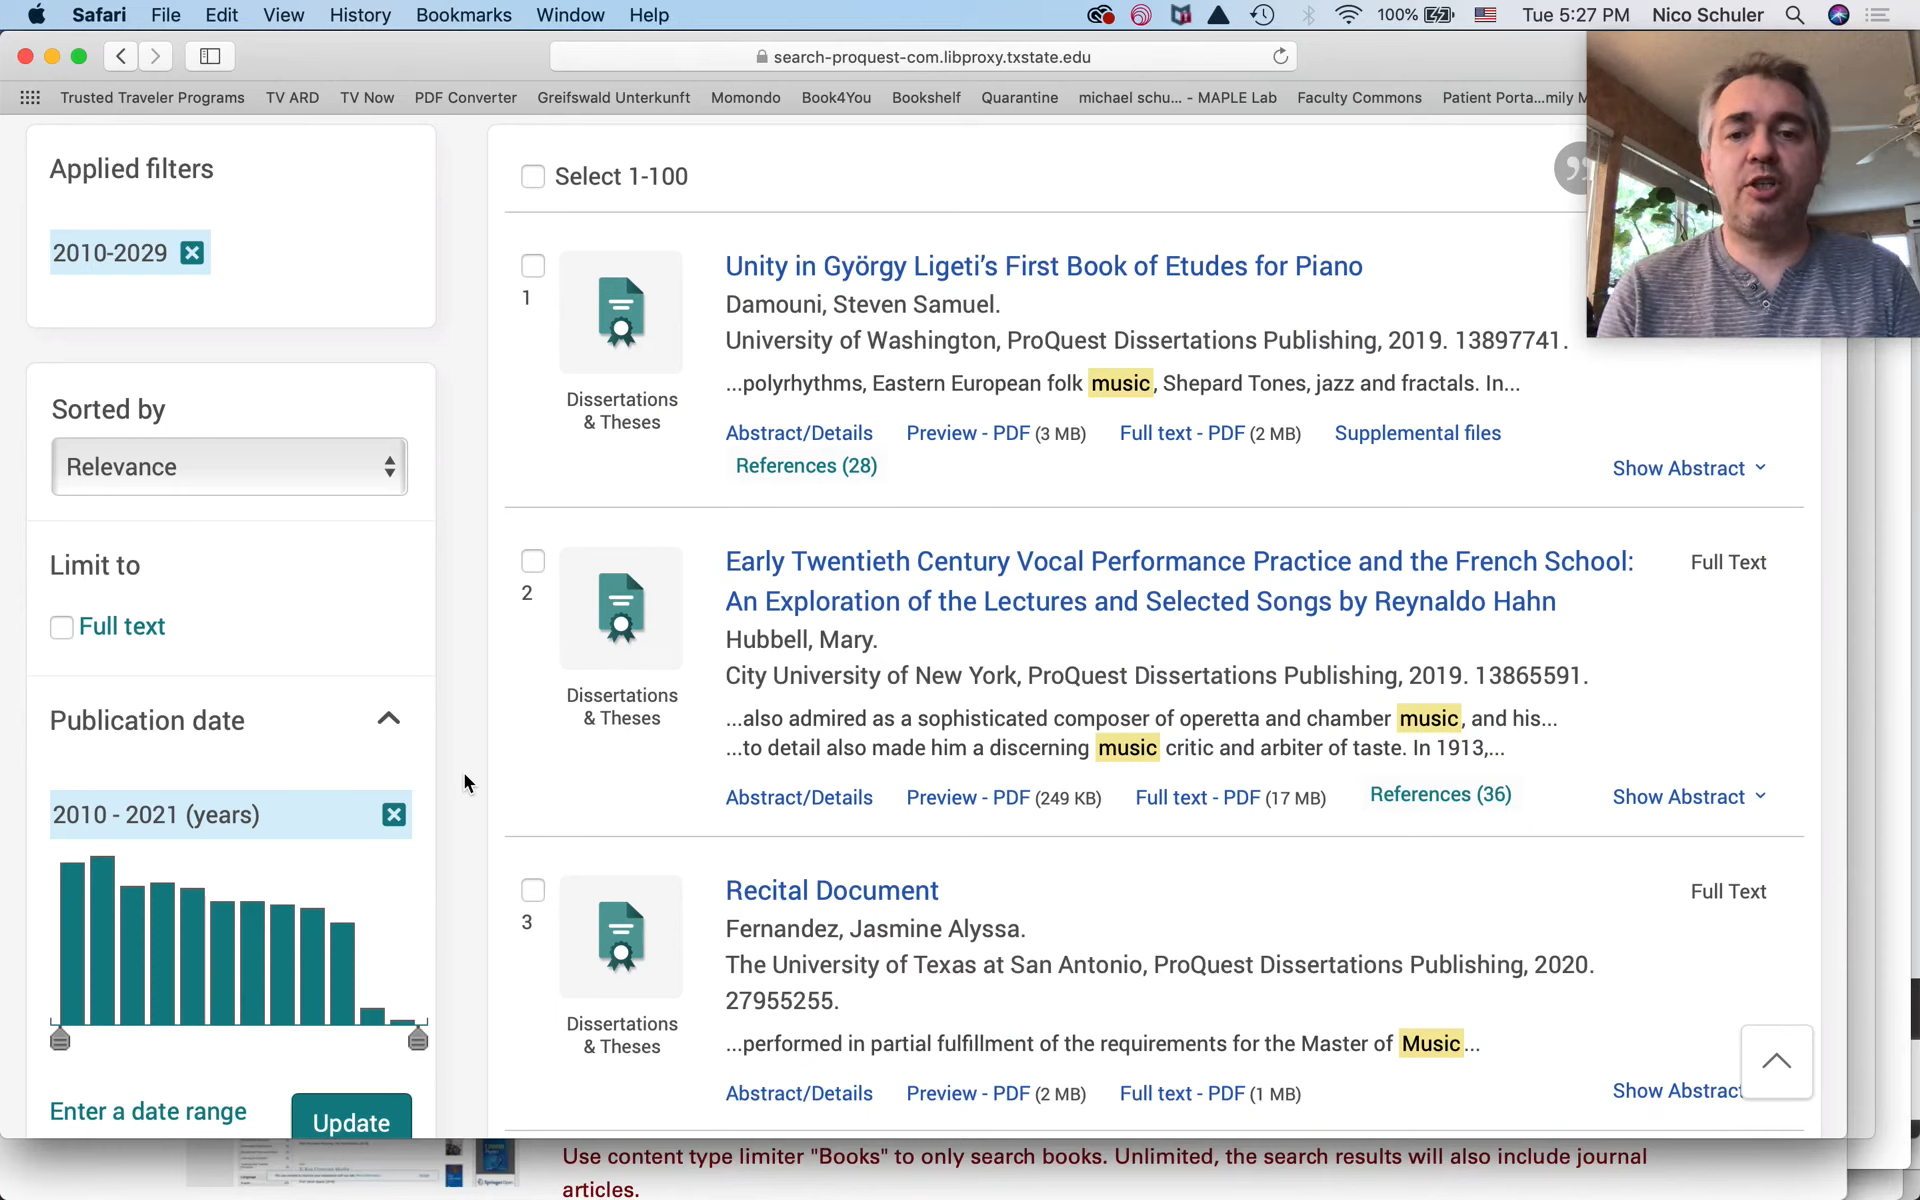 Safari File Edit View History Bookmarks Window Help 100% Tue 5:27 PM Nico Schuler
search-proquest-com.libproxy.txstate.edu
Trusted Traveler Programs TV ARD TV Now PDF Converter Greifswald Unterkunft Momondo Book4You Bookshelf Quarantine michael schu... - MAPLE Lab Faculty Commons Patient Porta...mily M
Applied filters
2010-2029
Sorted by
Relevance
Limit to
Full text
Publication date
2010 - 2021 (years)
Enter a date range
Update
Select 1-100
1
Dissertations
& Theses
Unity in György Ligeti’s First Book of Etudes for Piano
Damouni, Steven Samuel.
University of Washington, ProQuest Dissertations Publishing, 2019. 13897741.
...polyrhythms, Eastern European folk music, Shepard Tones, jazz and fractals. In...
Abstract/Details Preview - PDF (3 MB) Full text - PDF (2 MB) Supplemental files
References (28)
Show Abstract
2
Dissertations
& Theses
Early Twentieth Century Vocal Performance Practice and the French School:
An Exploration of the Lectures and Selected Songs by Reynaldo Hahn
Full Text
Hubbell, Mary.
City University of New York, ProQuest Dissertations Publishing, 2019. 13865591.
...also admired as a sophisticated composer of operetta and chamber music, and his...
...to detail also made him a discerning music critic and arbiter of taste. In 1913,...
Abstract/Details Preview - PDF (249 KB) Full text - PDF (17 MB) References (36) Show Abstract
3
Dissertations
& Theses
Recital Document
Full Text
Fernandez, Jasmine Alyssa.
The University of Texas at San Antonio, ProQuest Dissertations Publishing, 2020.
27955255.
...performed in partial fulfillment of the requirements for the Master of Music...
Abstract/Details Preview - PDF (2 MB) Full text - PDF (1 MB) Show Abstract
Use content type limiter "Books" to only search books. Unlimited, the search results will also include journal
articles.